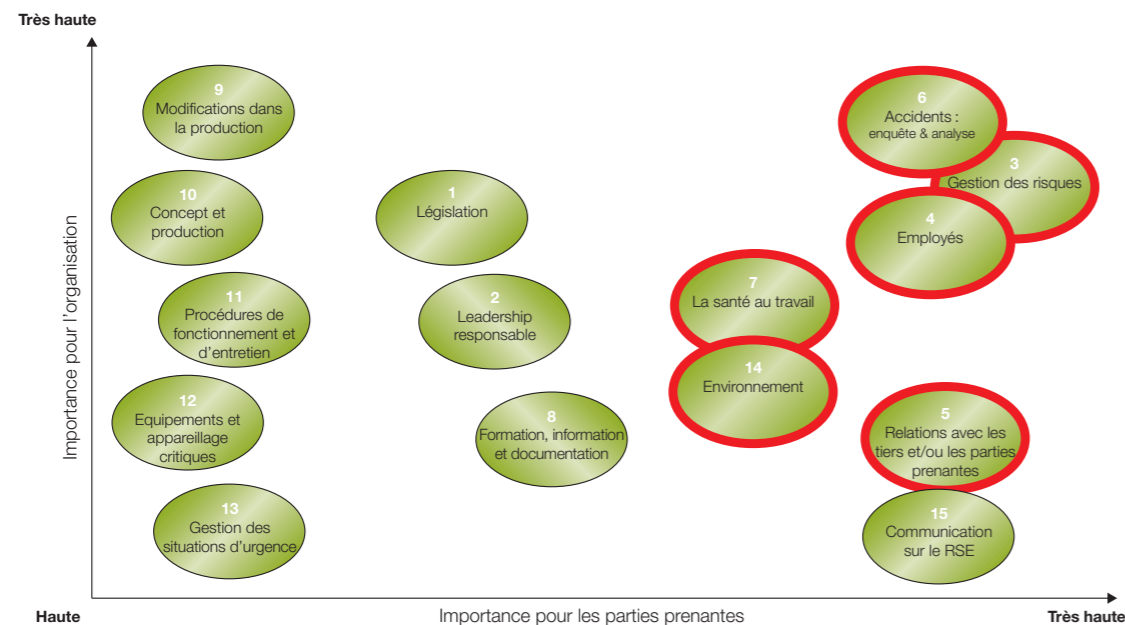 Très haute
Importance pour l'organisation
9
Modifications dans
la production
6
Accidents :
enquête & analyse
3
Gestion des risques
10
Concept et
production
1
Législation
4
Employés
11
Procédures de
fonctionnement et
d'entretien
2
Leadership
responsable
7
La santé au travail
14
Environnement
12
Equipements et
appareillage
critiques
8
Formation, information
et documentation
5
Relations avec les
tiers et/ou les parties
prenantes
13
Gestion des
situations d'urgence
15
Communication
sur le RSE
Haute
Importance pour les parties prenantes
Très haute